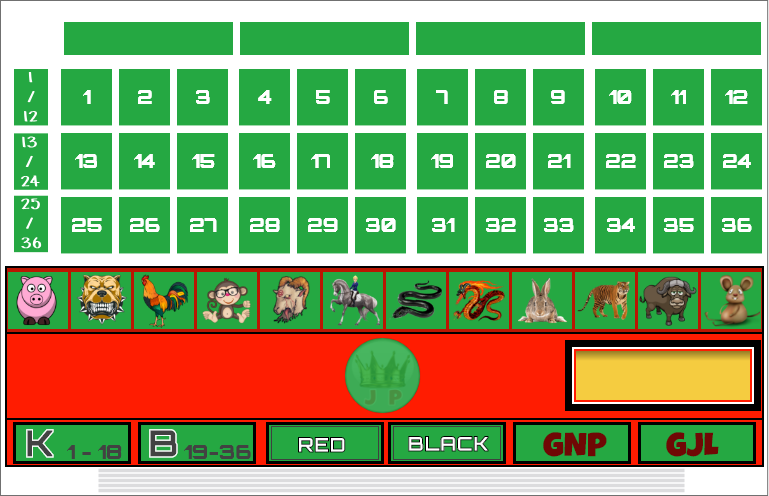 1 / 12
1 2 3 4 5 6 7 8 9 10 11 12
13 / 24
13 14 15 16 17 18 19 20 21 22 23 24
25 / 36
25 26 27 28 29 30 31 32 33 34 35 36
J P
K 1 - 18 B 19-36 RED BLACK GNP GJL